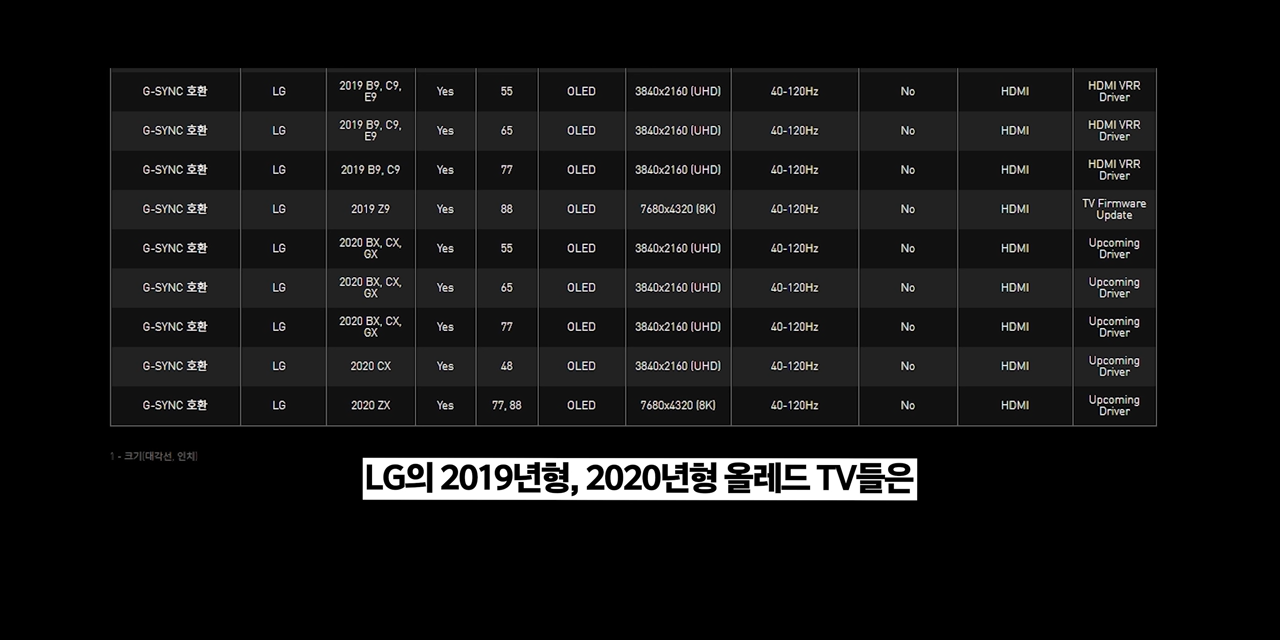 G-SYNC 호환 LG 2019 B9, C9, E9 Yes 55 OLED 3840x2160 (UHD) 40-120Hz No HDMI HDMI VRR Driver
G-SYNC 호환 LG 2019 B9, C9, E9 Yes 65 OLED 3840x2160 (UHD) 40-120Hz No HDMI HDMI VRR Driver
G-SYNC 호환 LG 2019 B9, C9 Yes 77 OLED 3840x2160 (UHD) 40-120Hz No HDMI HDMI VRR Driver
G-SYNC 호환 LG 2019 Z9 Yes 88 OLED 7680x4320 (8K) 40-120Hz No HDMI TV Firmware Update
G-SYNC 호환 LG 2020 BX, CX, GX Yes 55 OLED 3840x2160 (UHD) 40-120Hz No HDMI Upcoming Driver
G-SYNC 호환 LG 2020 BX, CX, GX Yes 65 OLED 3840x2160 (UHD) 40-120Hz No HDMI Upcoming Driver
G-SYNC 호환 LG 2020 BX, CX, GX Yes 77 OLED 3840x2160 (UHD) 40-120Hz No HDMI Upcoming Driver
G-SYNC 호환 LG 2020 CX Yes 48 OLED 3840x2160 (UHD) 40-120Hz No HDMI Upcoming Driver
G-SYNC 호환 LG 2020 ZX Yes 77, 88 OLED 7680x4320 (8K) 40-120Hz No HDMI Upcoming Driver
1 - 크기(대각선, 인치)
LG의 2019년형, 2020년형 올레드 TV들은